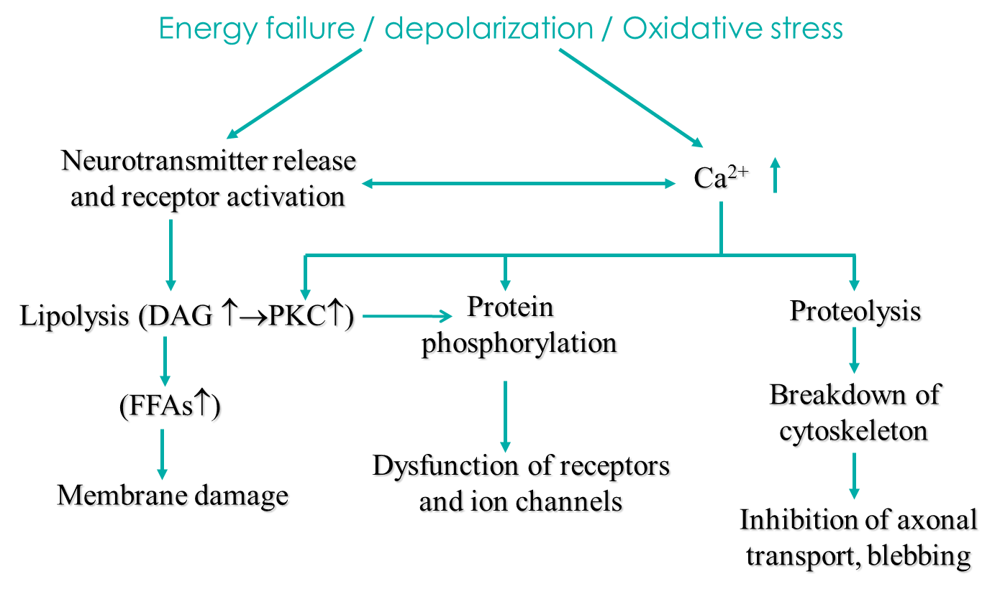 Energy failure / depolarization / Oxidative stress
Neurotransmitter release
and receptor activation
Ca²⁺ ↑
Lipolysis (DAG ↑→PKC↑)
Protein
phosphorylation
Proteolysis
(FFAs↑)
Breakdown of
cytoskeleton
Membrane damage
Dysfunction of receptors
and ion channels
Inhibition of axonal
transport, blebbing